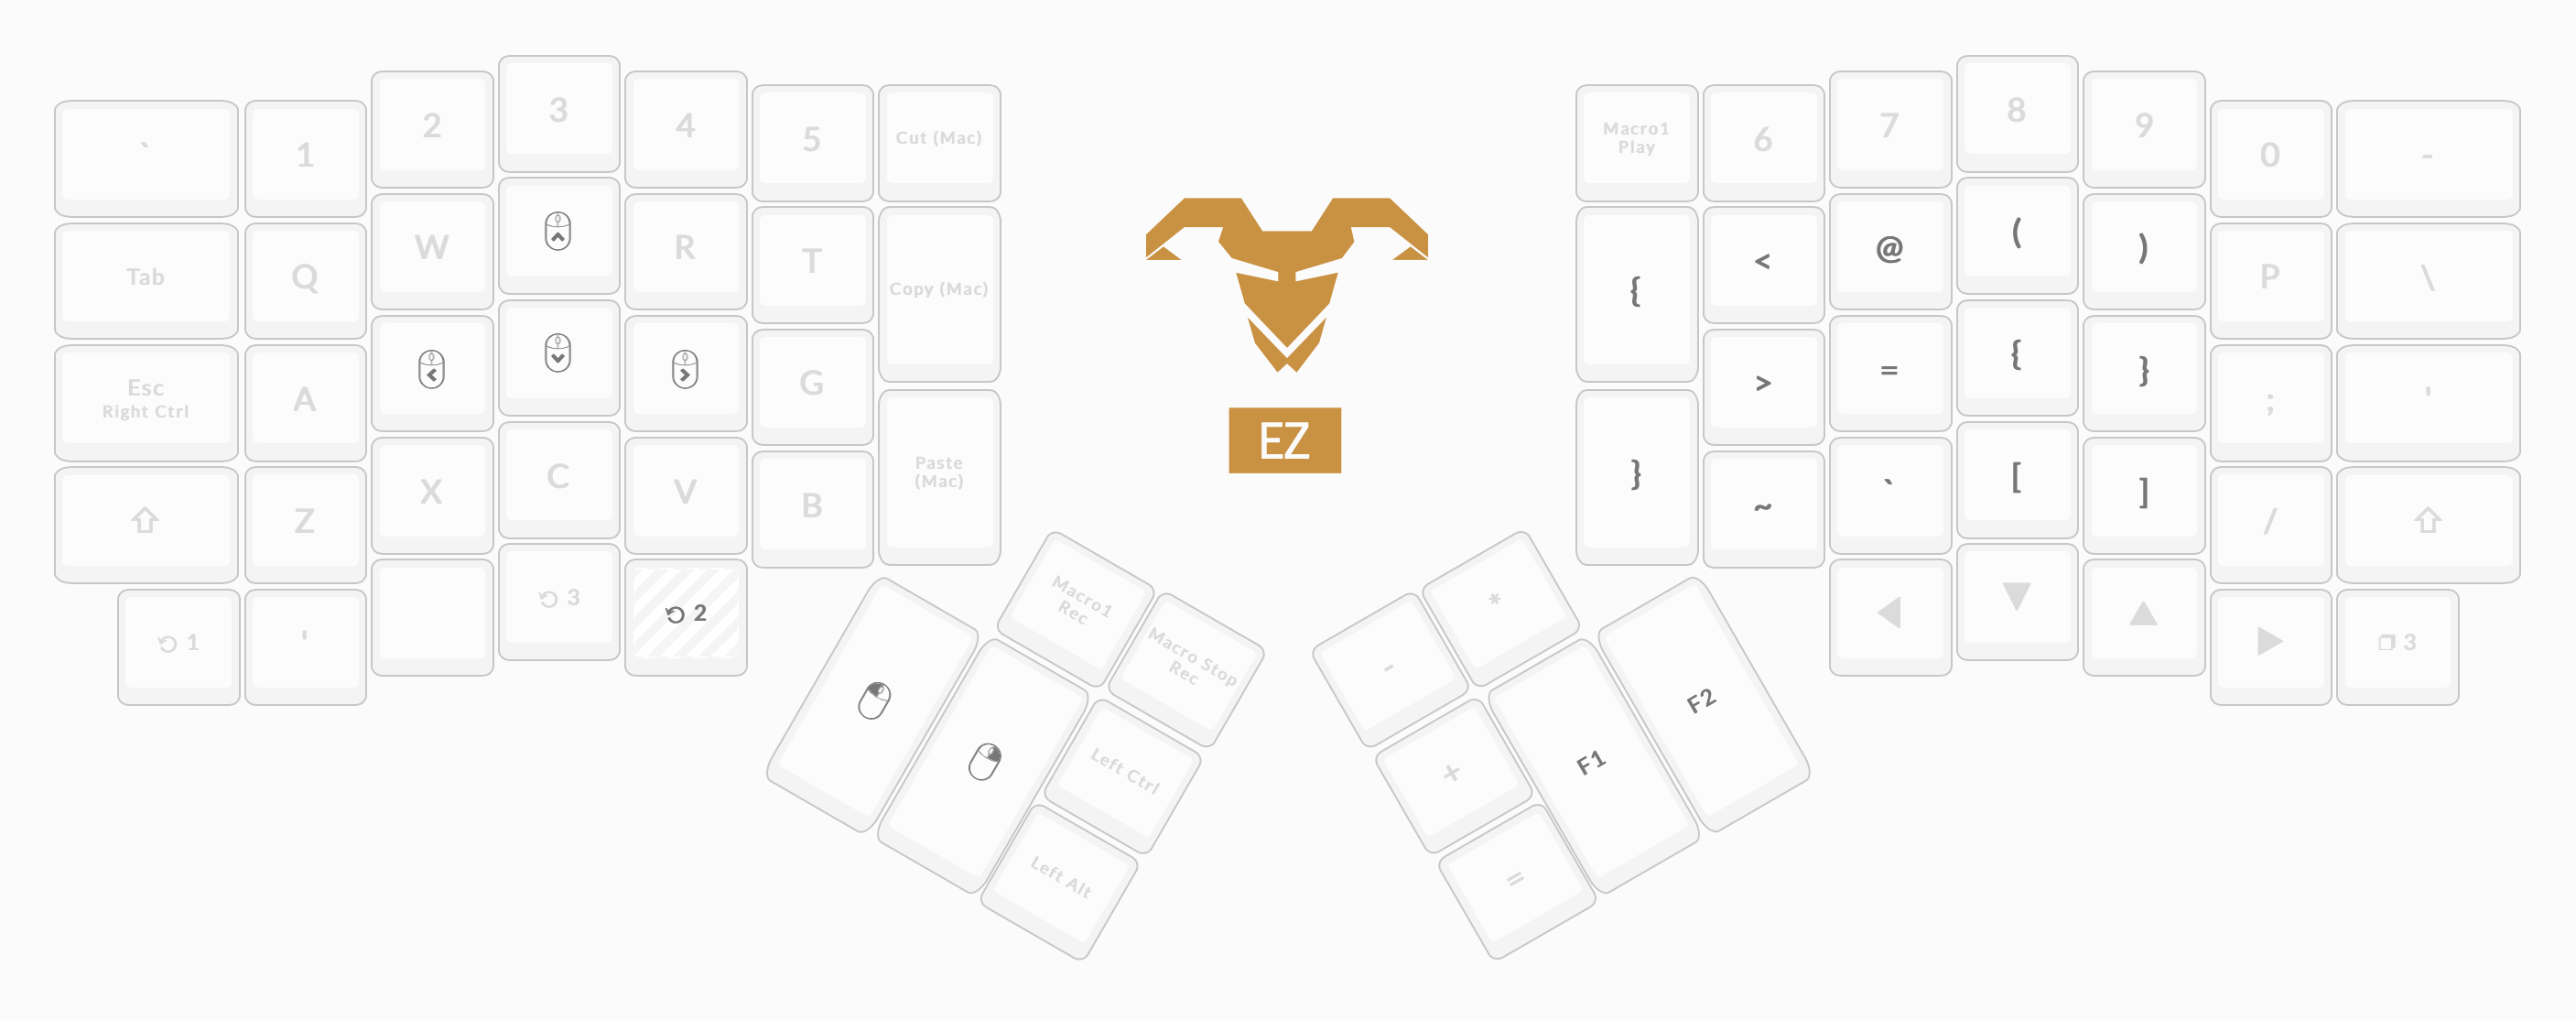 ` 1 2 3 4 5 Cut (Mac)
Macro1
Play
6 7 8 9 0 -
Tab Q W R T Copy (Mac)
{ < @ ( ) P \
Esc
Right Ctrl
A G
> = { } ; '
Z X C V B
Paste
(Mac)
} ~ ` [ ] /
1 ' 3 2
3
Macro1
Rec
Macro Stop
Rec
Left Ctrl
Left Alt
- *
+ F1 F2
=
EZ